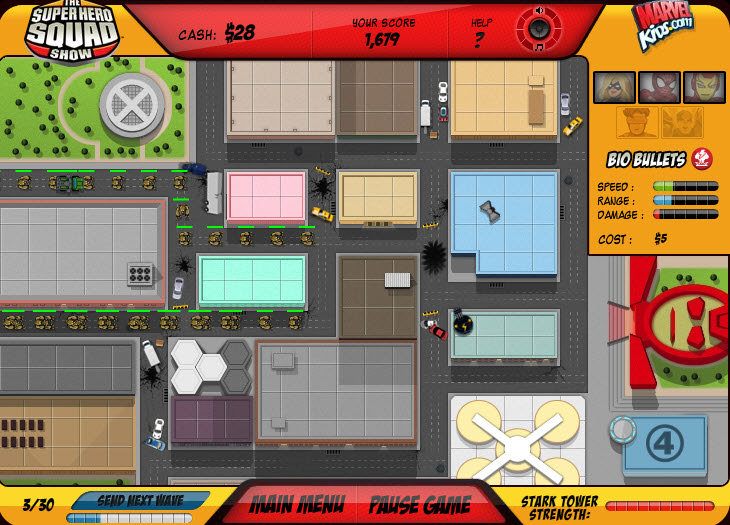 THE
SUPER HERO
SQUAD
SHOW
CASH: $28
YOUR SCORE
1,679
HELP
?
MARVEL
Kids.com
BIO BULLETS
SPEED :
RANGE :
DAMAGE :
COST : $5
4
3/30
SEND NEXT WAVE
MAIN MENU
PAUSE GAME
STARK TOWER
STRENGTH: